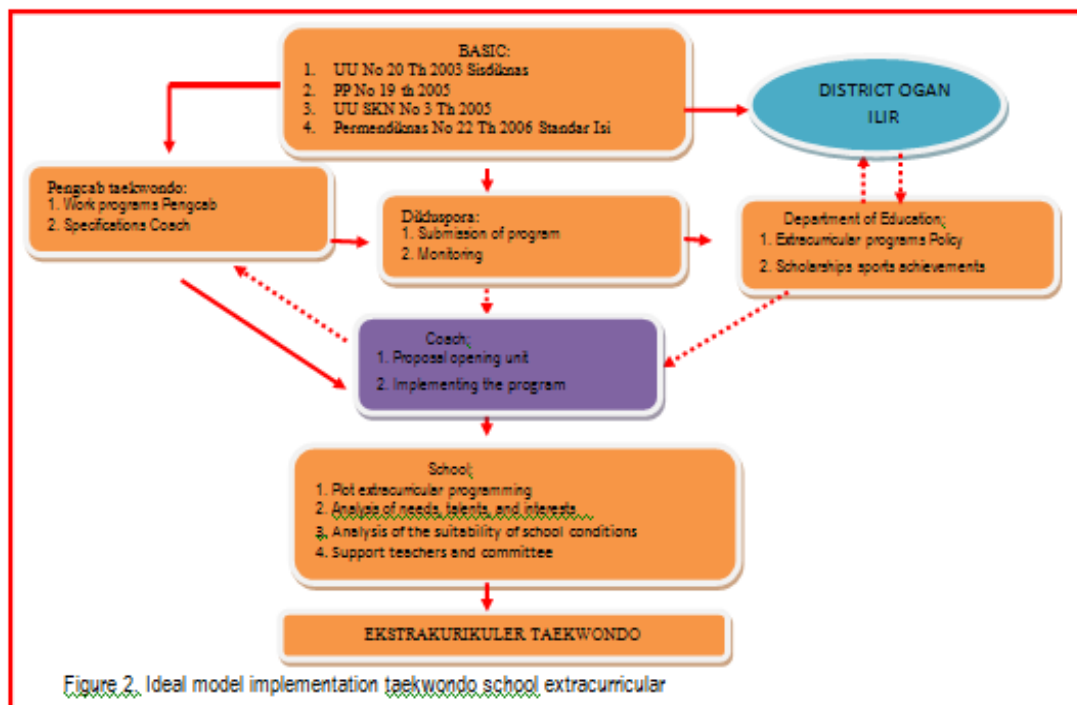 BASIC:
1. UU No 20 Th 2003 Sisdiknas
2. PP No 19 th 2005
3. UU SKN No 3 Th 2005
4. Permendiknas No 22 Th 2006 Standar Isi
DISTRICT OGAN
ILIR
Pengcab taekwondo:
1. Work programs Pengcab
2. Specifications Coach
Dikluspora:
1. Submission of program
2. Monitoring
Department of Education;
1. Extracurricular programs Policy
2. Scholarships sports achievements
Coach;
1. Proposal opening unit
2. Implementing the program
School;
1. Plot extracurricular programming
2. Analysis of needs, talents, and interests
3. Analysis of the suitability of school conditions
4. Support teachers and committee
EKSTRAKURIKULER TAEKWONDO
Figure 2. Ideal model implementation taekwondo school extracurricular